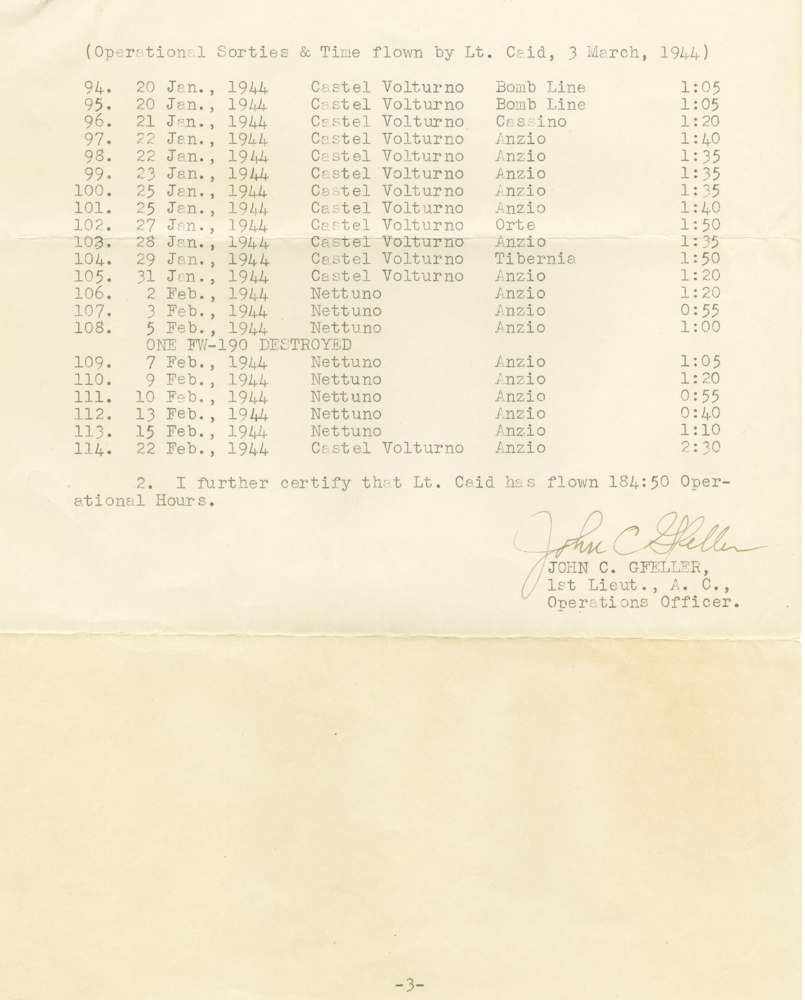 (Operational Sorties & Time flown by Lt. Caid, 3 March, 1944)
94. 20 Jan., 1944 Castel Volturno Bomb Line 1:05
95. 20 Jan., 1944 Castel Volturno Bomb Line 1:05
96. 21 Jan., 1944 Castel Volturno Cassino 1:20
97. 22 Jan., 1944 Castel Volturno Anzio 1:40
98. 22 Jan., 1944 Castel Volturno Anzio 1:35
99. 23 Jan., 1944 Castel Volturno Anzio 1:35
100. 25 Jan., 1944 Castel Volturno Anzio 1:35
101. 25 Jan., 1944 Castel Volturno Anzio 1:40
102. 27 Jan., 1944 Castel Volturno Orte 1:50
103. 28 Jan., 1944 Castel Volturno Anzio 1:35
104. 29 Jan., 1944 Castel Volturno Tibernia 1:50
105. 31 Jan., 1944 Castel Volturno Anzio 1:20
106. 2 Feb., 1944 Nettuno Anzio 1:20
107. 3 Feb., 1944 Nettuno Anzio 0:55
108. 5 Feb., 1944 Nettuno Anzio 1:00
ONE FW-190 DESTROYED
109. 7 Feb., 1944 Nettuno Anzio 1:05
110. 9 Feb., 1944 Nettuno Anzio 1:20
111. 10 Feb., 1944 Nettuno Anzio 0:55
112. 13 Feb., 1944 Nettuno Anzio 0:40
113. 15 Feb., 1944 Nettuno Anzio 1:10
114. 22 Feb., 1944 Castel Volturno Anzio 2:30
2. I further certify that Lt. Caid has flown 184:50 Oper-
ational Hours.
John C Gfeller
JOHN C. GFELLER,
1st Lieut., A. C.,
Operations Officer.
-3-